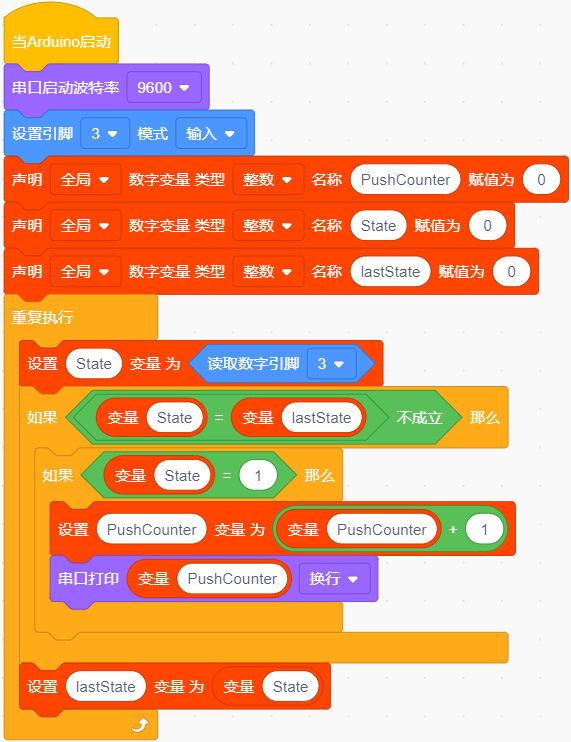 当Arduino启动
串口启动波特率 9600
设置引脚 3 模式 输入
声明 全局 数字变量 类型 整数 名称 PushCounter 赋值为 0
声明 全局 数字变量 类型 整数 名称 State 赋值为 0
声明 全局 数字变量 类型 整数 名称 lastState 赋值为 0
重复执行
设置 State 变量 为 读取数字引脚 3
如果 变量 State = 变量 lastState 不成立 那么
如果 变量 State = 1 那么
设置 PushCounter 变量 为 变量 PushCounter + 1
串口打印 变量 PushCounter 换行
设置 lastState 变量 为 变量 State